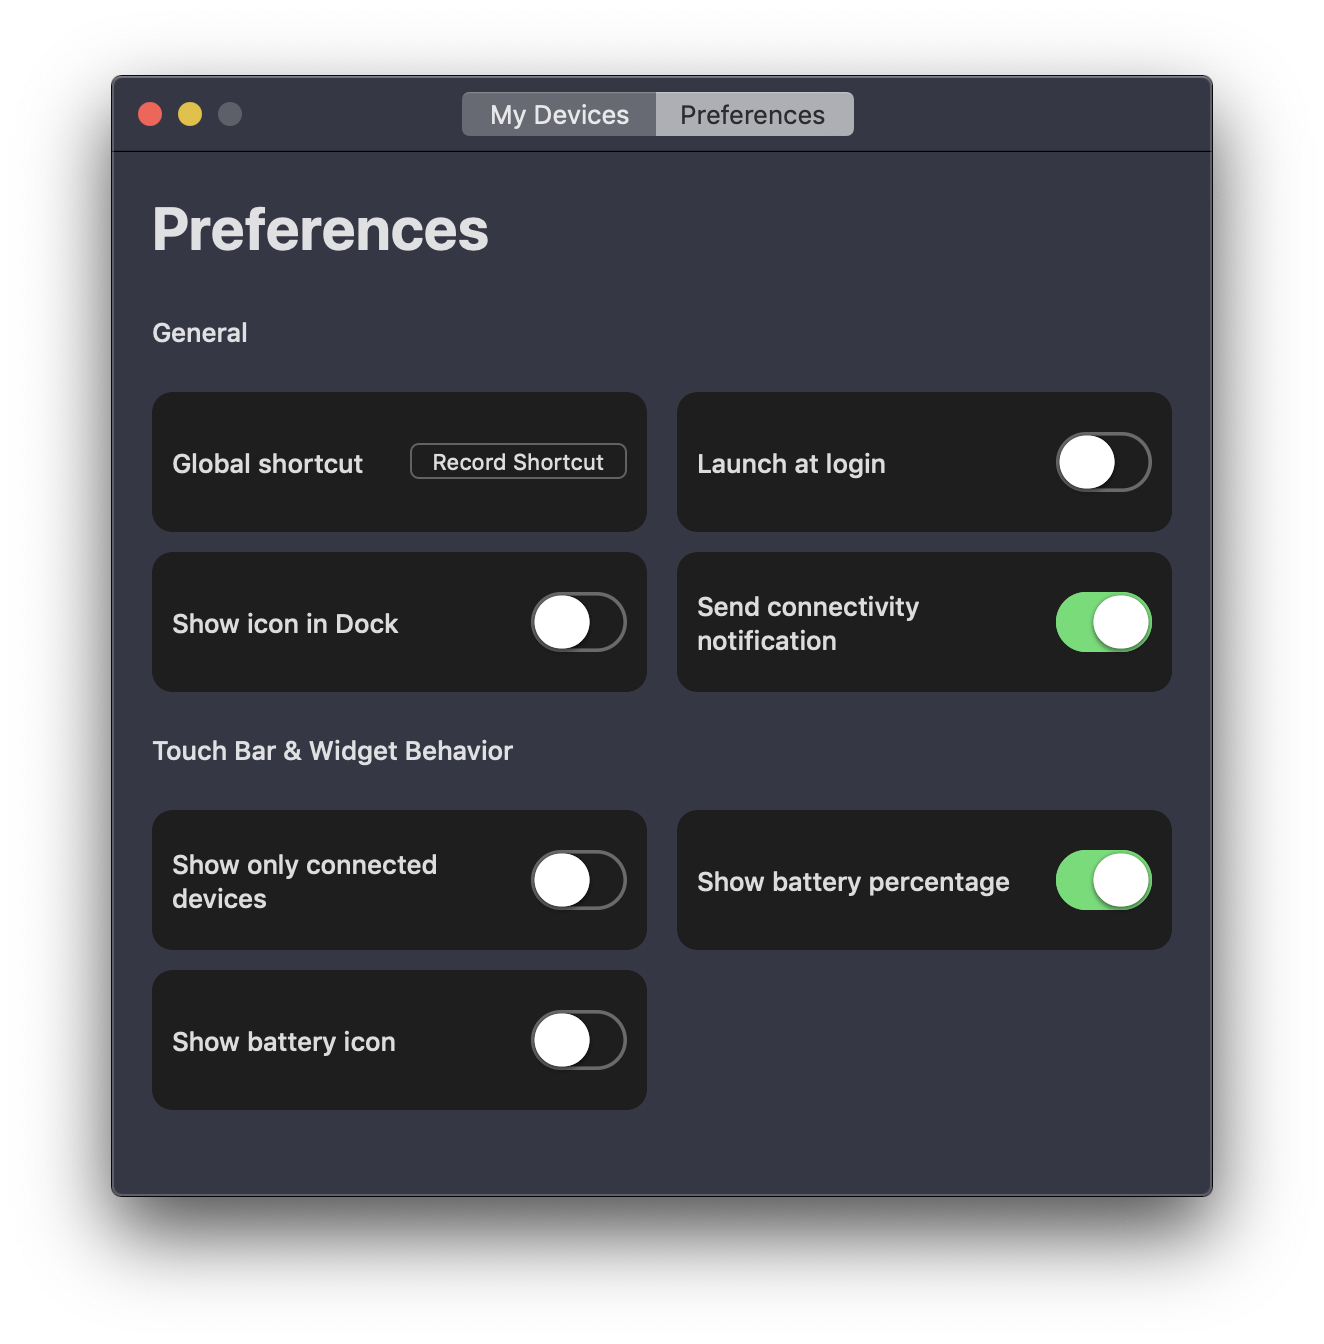 My Devices
Preferences
Preferences
General
Global shortcut
Record Shortcut
Launch at login
Show icon in Dock
Send connectivity
notification
Touch Bar & Widget Behavior
Show only connected
devices
Show battery percentage
Show battery icon